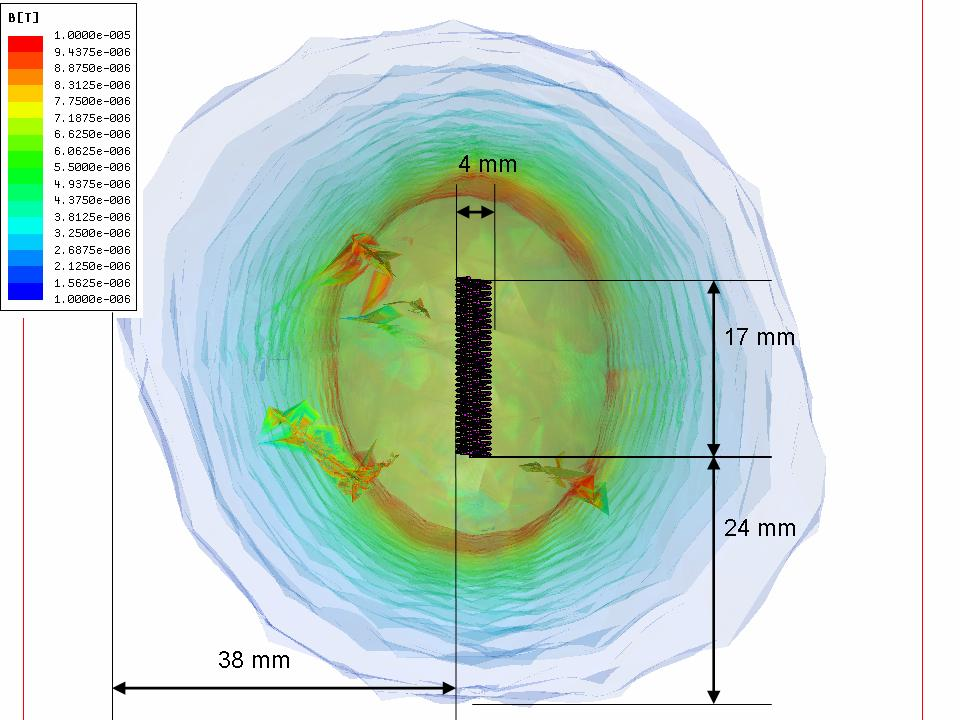 B[T]
1.0000e-005
9.4375e-006
8.8750e-006
8.3125e-006
7.7500e-006
7.1875e-006
6.6250e-006
6.0625e-006
5.5000e-006
4.9375e-006
4.3750e-006
3.8125e-006
3.2500e-006
2.6875e-006
2.1250e-006
1.5625e-006
1.0000e-006
4 mm
17 mm
24 mm
38 mm